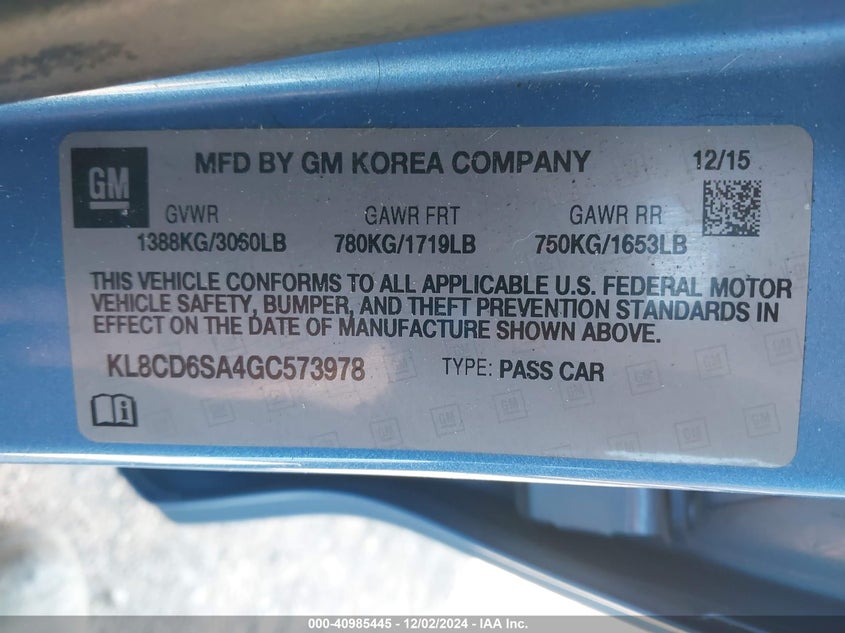 GM
MFD BY GM KOREA COMPANY 12/15
GVWR GAWR FRT GAWR RR
1388KG/3060LB 780KG/1719LB 750KG/1653LB
THIS VEHICLE CONFORMS TO ALL APPLICABLE U.S. FEDERAL MOTOR
VEHICLE SAFETY, BUMPER, AND THEFT PREVENTION STANDARDS IN
EFFECT ON THE DATE OF MANUFACTURE SHOWN ABOVE.
KL8CD6SA4GC573978 TYPE: PASS CAR
000-40985445 - 12/02/2024 - IAA Inc.